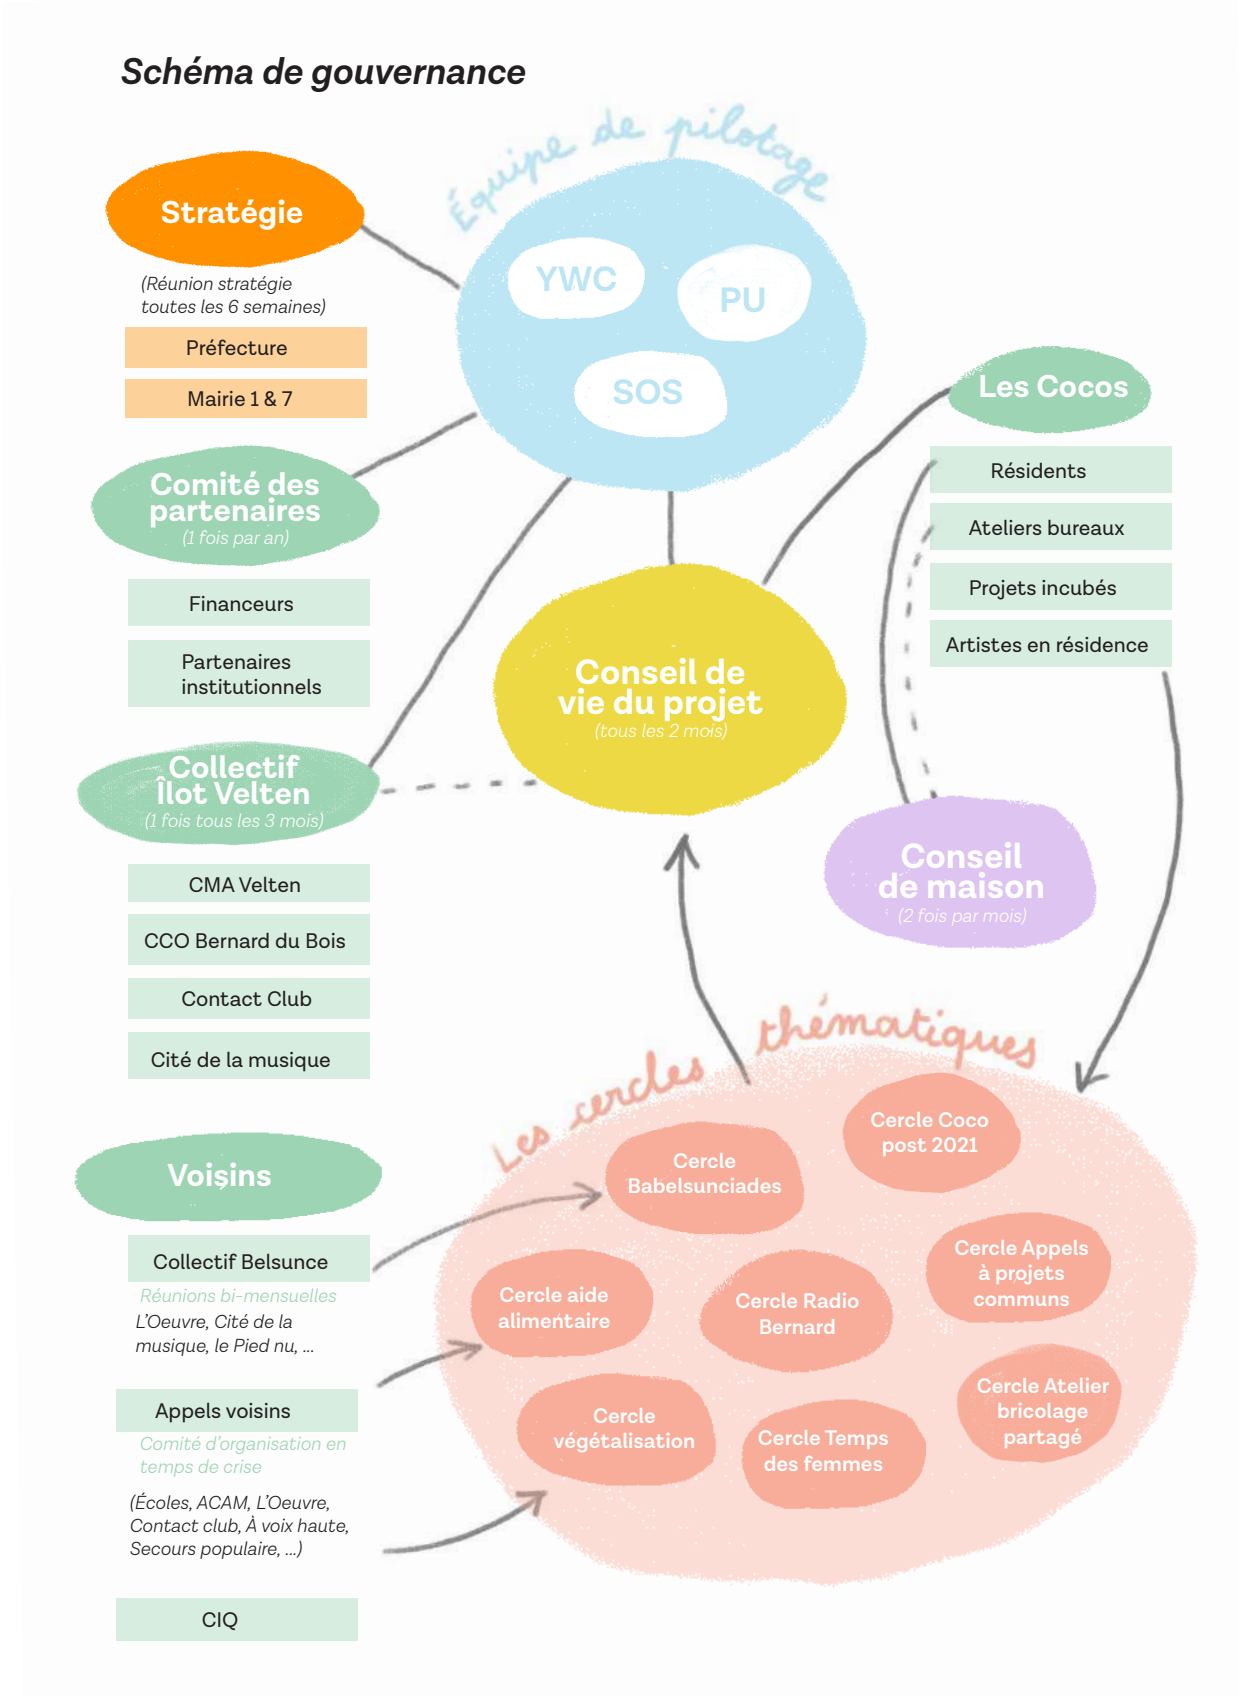 Schéma de gouvernance
Équipe de pilotage
Stratégie
(Réunion stratégie
toutes les 6 semaines)
Préfecture
Mairie 1 & 7
YWC
PU
SOS
Comité des
partenaires
(1 fois par an)
Financeurs
Partenaires
institutionnels
Les Cocos
Résidents
Ateliers bureaux
Projets incubés
Artistes en résidence
Conseil de
vie du projet
(tous les 2 mois)
Collectif
Îlot Velten
(1 fois tous les 3 mois)
CMA Velten
CCO Bernard du Bois
Contact Club
Cité de la musique
Conseil
de maison
(2 fois par mois)
Voisins
Collectif Belsunce
Réunions bi-mensuelles
L'Oeuvre, Cité de la
musique, le Pied nu, ...
Appels voisins
Comité d'organisation en
temps de crise
(Écoles, ACAM, L'Oeuvre,
Contact club, À voix haute,
Secours populaire, ...)
CIQ
Les cercles thématiques
Cercle Coco
post 2021
Cercle
Babelsunciades
Cercle Appels
à projets
communs
Cercle aide
alimentaire
Cercle Radio
Bernard
Cercle Atelier
bricolage
partagé
Cercle
végétalisation
Cercle Temps
des femmes